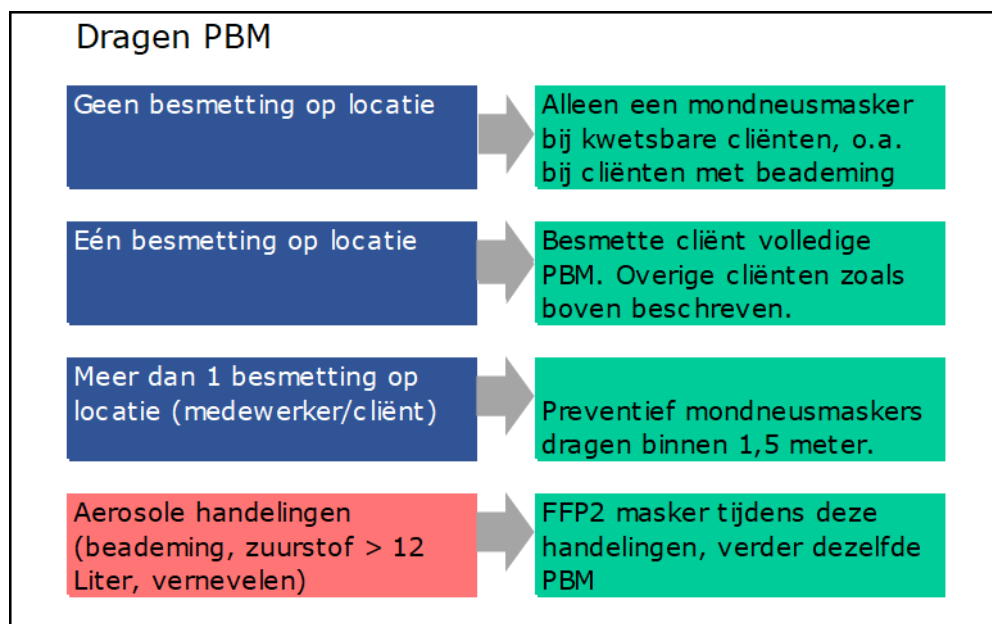 Dragen PBM
Geen besmetting op locatie
Alleen een mondneusmasker
bij kwetsbare cliënten, o.a.
bij cliënten met beademing
Eén besmetting op locatie
Besmette cliënt volledige
PBM. Overige cliënten zoals
boven beschreven.
Meer dan 1 besmetting op
locatie (medewerker/cliënt)
Preventief mondneusmaskers
dragen binnen 1,5 meter.
Aerosole handelingen
(beademing, zuurstof > 12
Liter, vernevelen)
FFP2 masker tijdens deze
handelingen, verder dezelfde
PBM